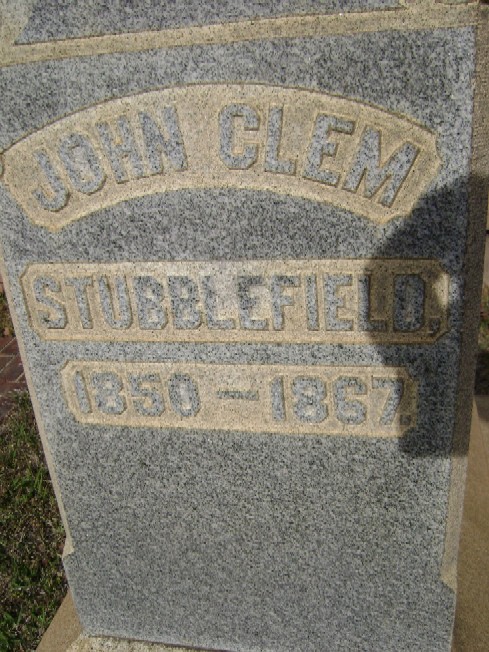 JOHN CLEM
STUBBLEFIELD.
1850 – 1867.